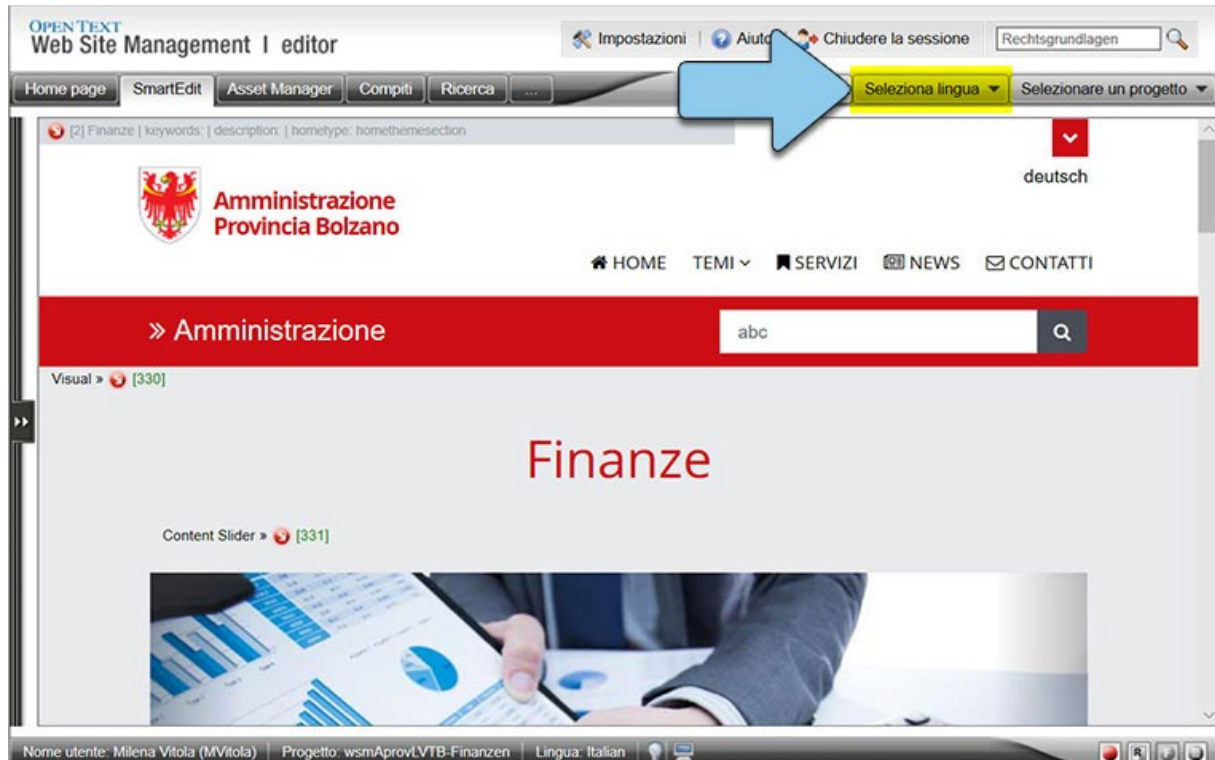 OPEN TEXT
Web Site Management | editor
Impostazioni | Aiuto Chiudere la sessione Rechtsgrundlagen
Home page SmartEdit Asset Manager Compiti Ricerca ... Seleziona lingua Selezionare un progetto
[2] Finanze | keywords: | description: | hometype: homethemesection
deutsch
Amministrazione
Provincia Bolzano
HOME TEMI SERVIZI NEWS CONTATTI
» Amministrazione abc
Visual » [330]
Finanze
Content Slider » [331]
Nome utente: Milena Vitola (MVitola) Progetto: wsmAprovLVTB-Finanzen Lingua: Italian R